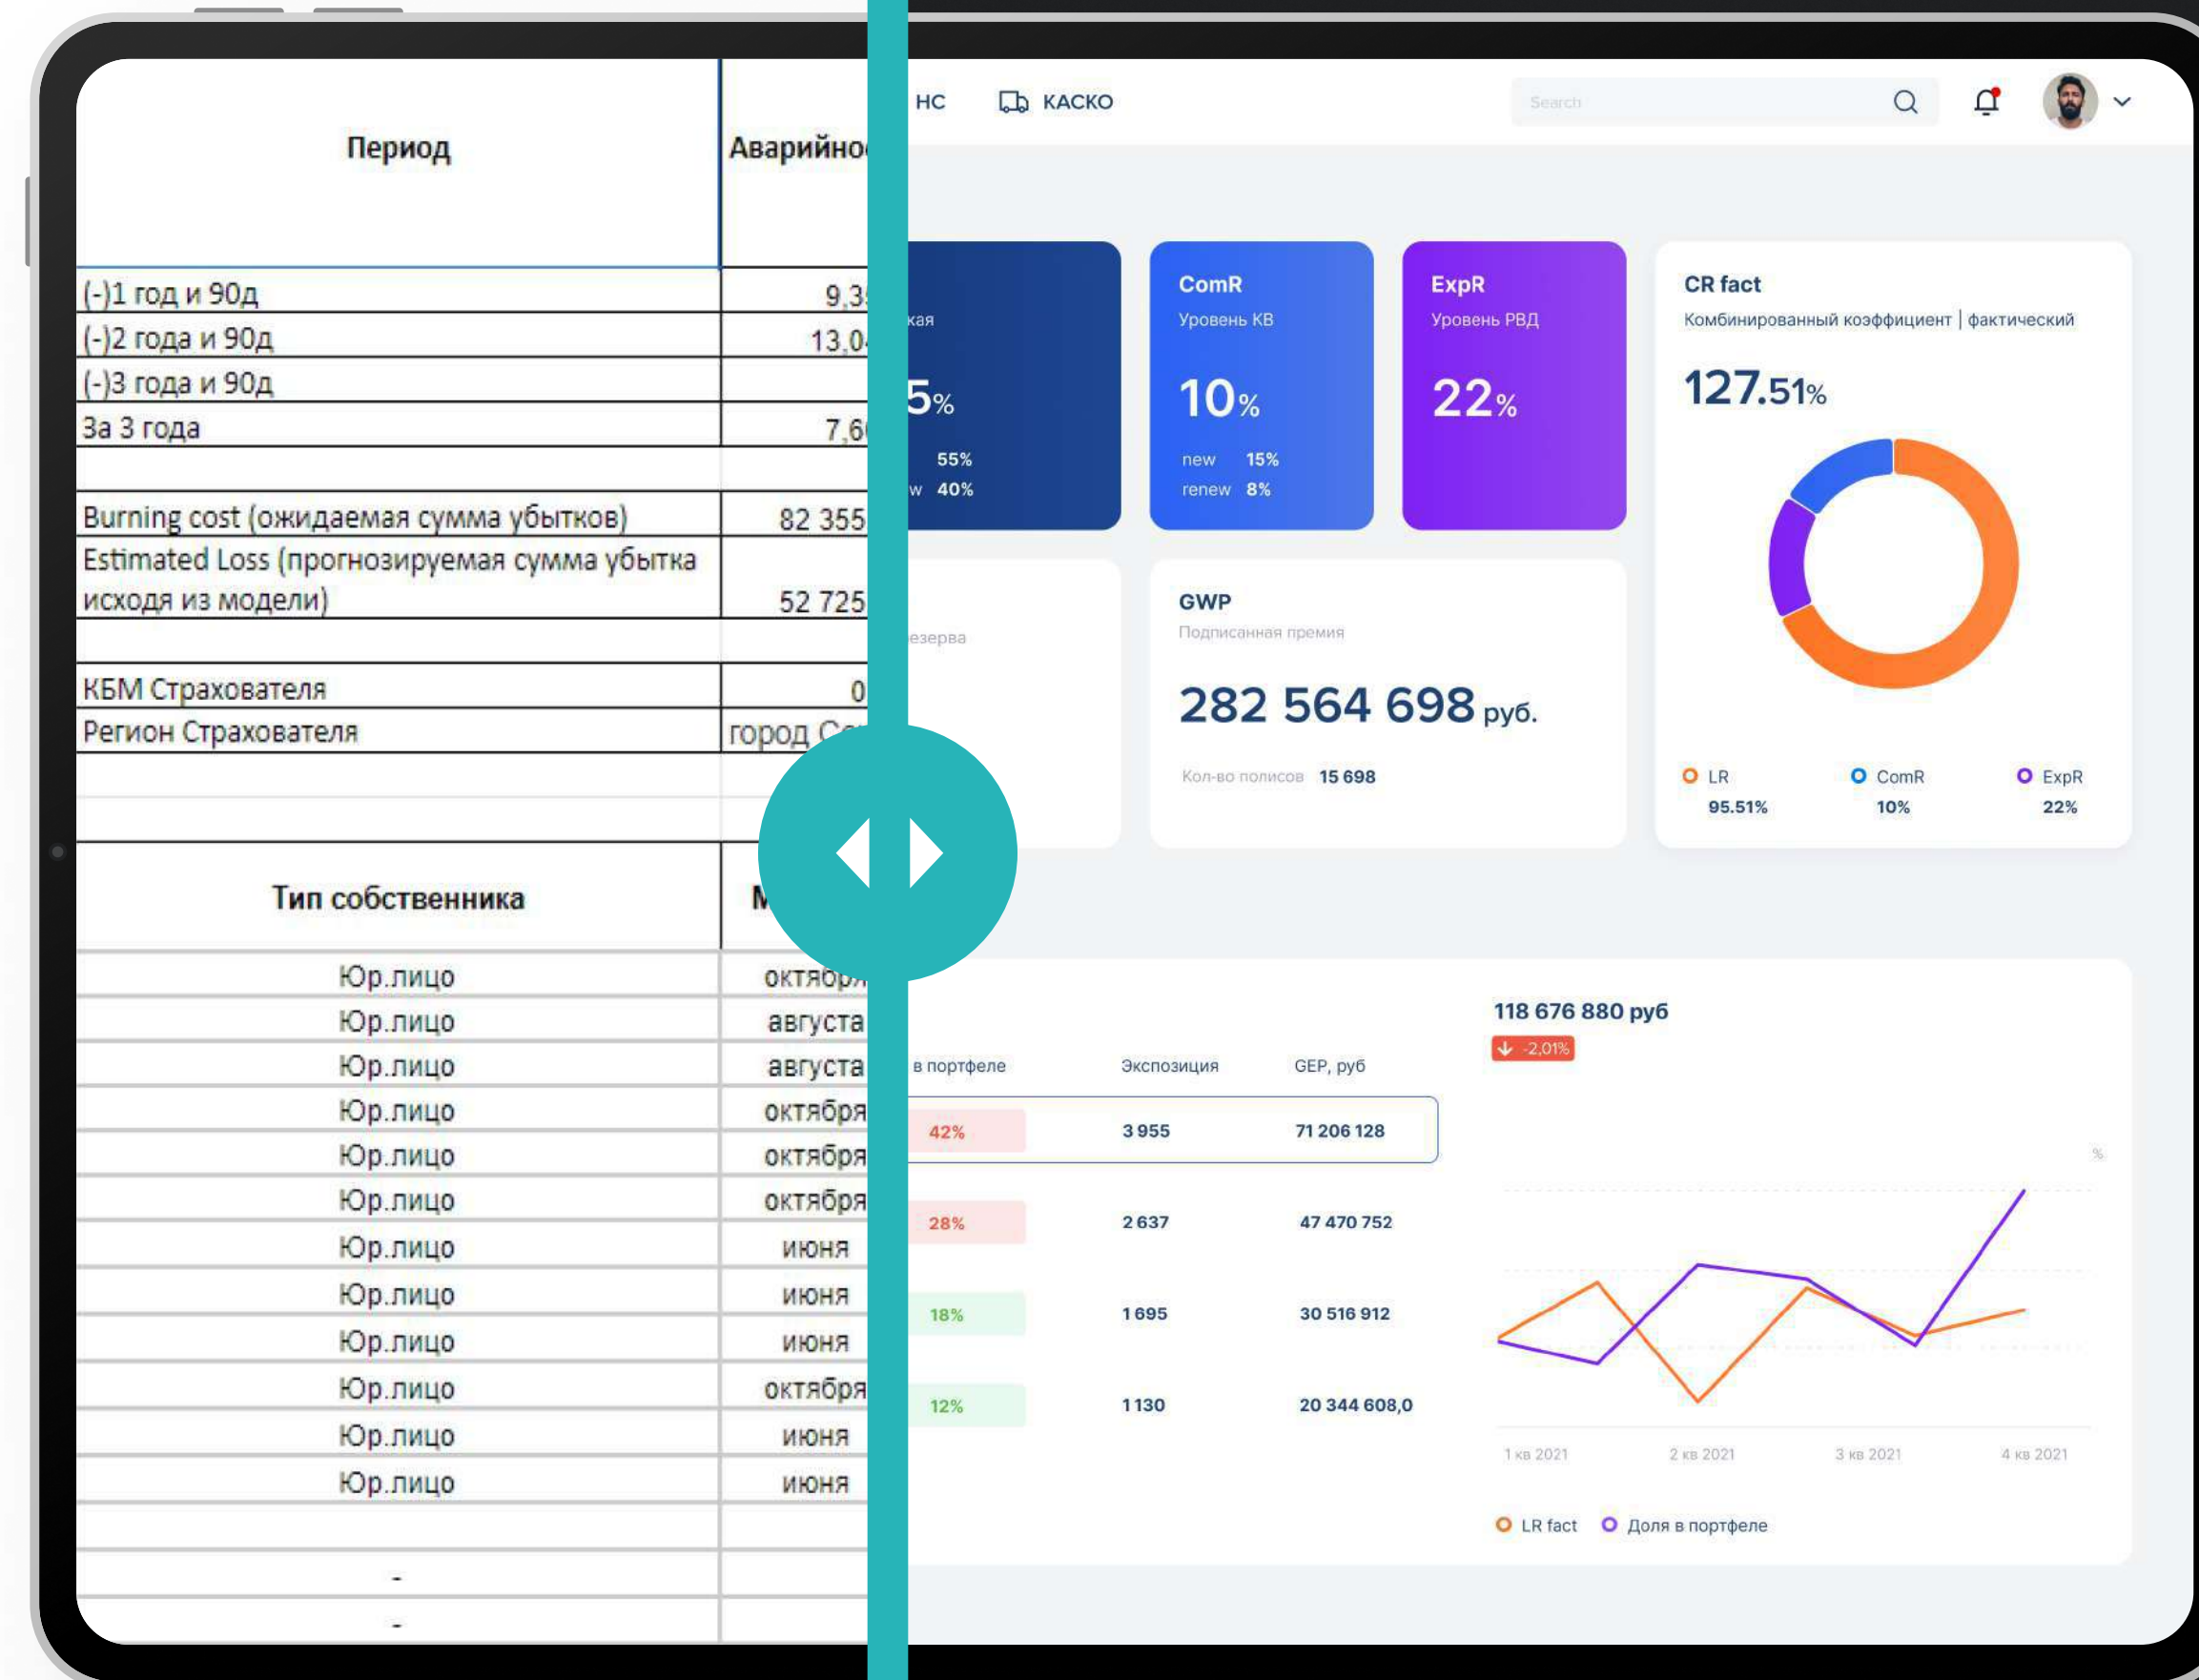 Период
(-)1 год и 90д
(-)2 года и 90д 13,0
(-)3 года и 90д
За 3 года
Burning cost (ожидаемая сумма убытков) 82 355
Estimated Loss (прогнозируемая сумма убытка
исходя из модели) 52 725
КБМ Страхователя 0
Регион Страхователя город
Тип собственника
Юр.лицо октября
Юр.лицо августа
Юр.лицо августа
Юр.лицо октября
Юр.лицо октября
Юр.лицо октября
Юр.лицо июня
Юр.лицо июня
Юр.лицо июня
Юр.лицо октября
Юр.лицо июня
Юр.лицо июня
-
-
НС КАСКО Search
кая
5%
55%
w 40%
ComR
Уровень КВ
10%
new 15%
renew 8%
ExpR
Уровень РВД
22%
CR fact
Комбинированный коэффициент | фактический
127.51%
LR ComR ExpR
95.51% 10% 22%
езерва
GWP
Подписанная премия
282 564 698 руб.
Кол-во полисов 15 698
в портфеле Экспозиция GEP, руб
42% 3 955 71 206 128
28% 2 637 47 470 752
18% 1 695 30 516 912
12% 1 130 20 344 608,0
118 676 880 руб
-2,01%
%
1 кв 2021 2 кв 2021 3 кв 2021 4 кв 2021
LR fact Доля в портфеле